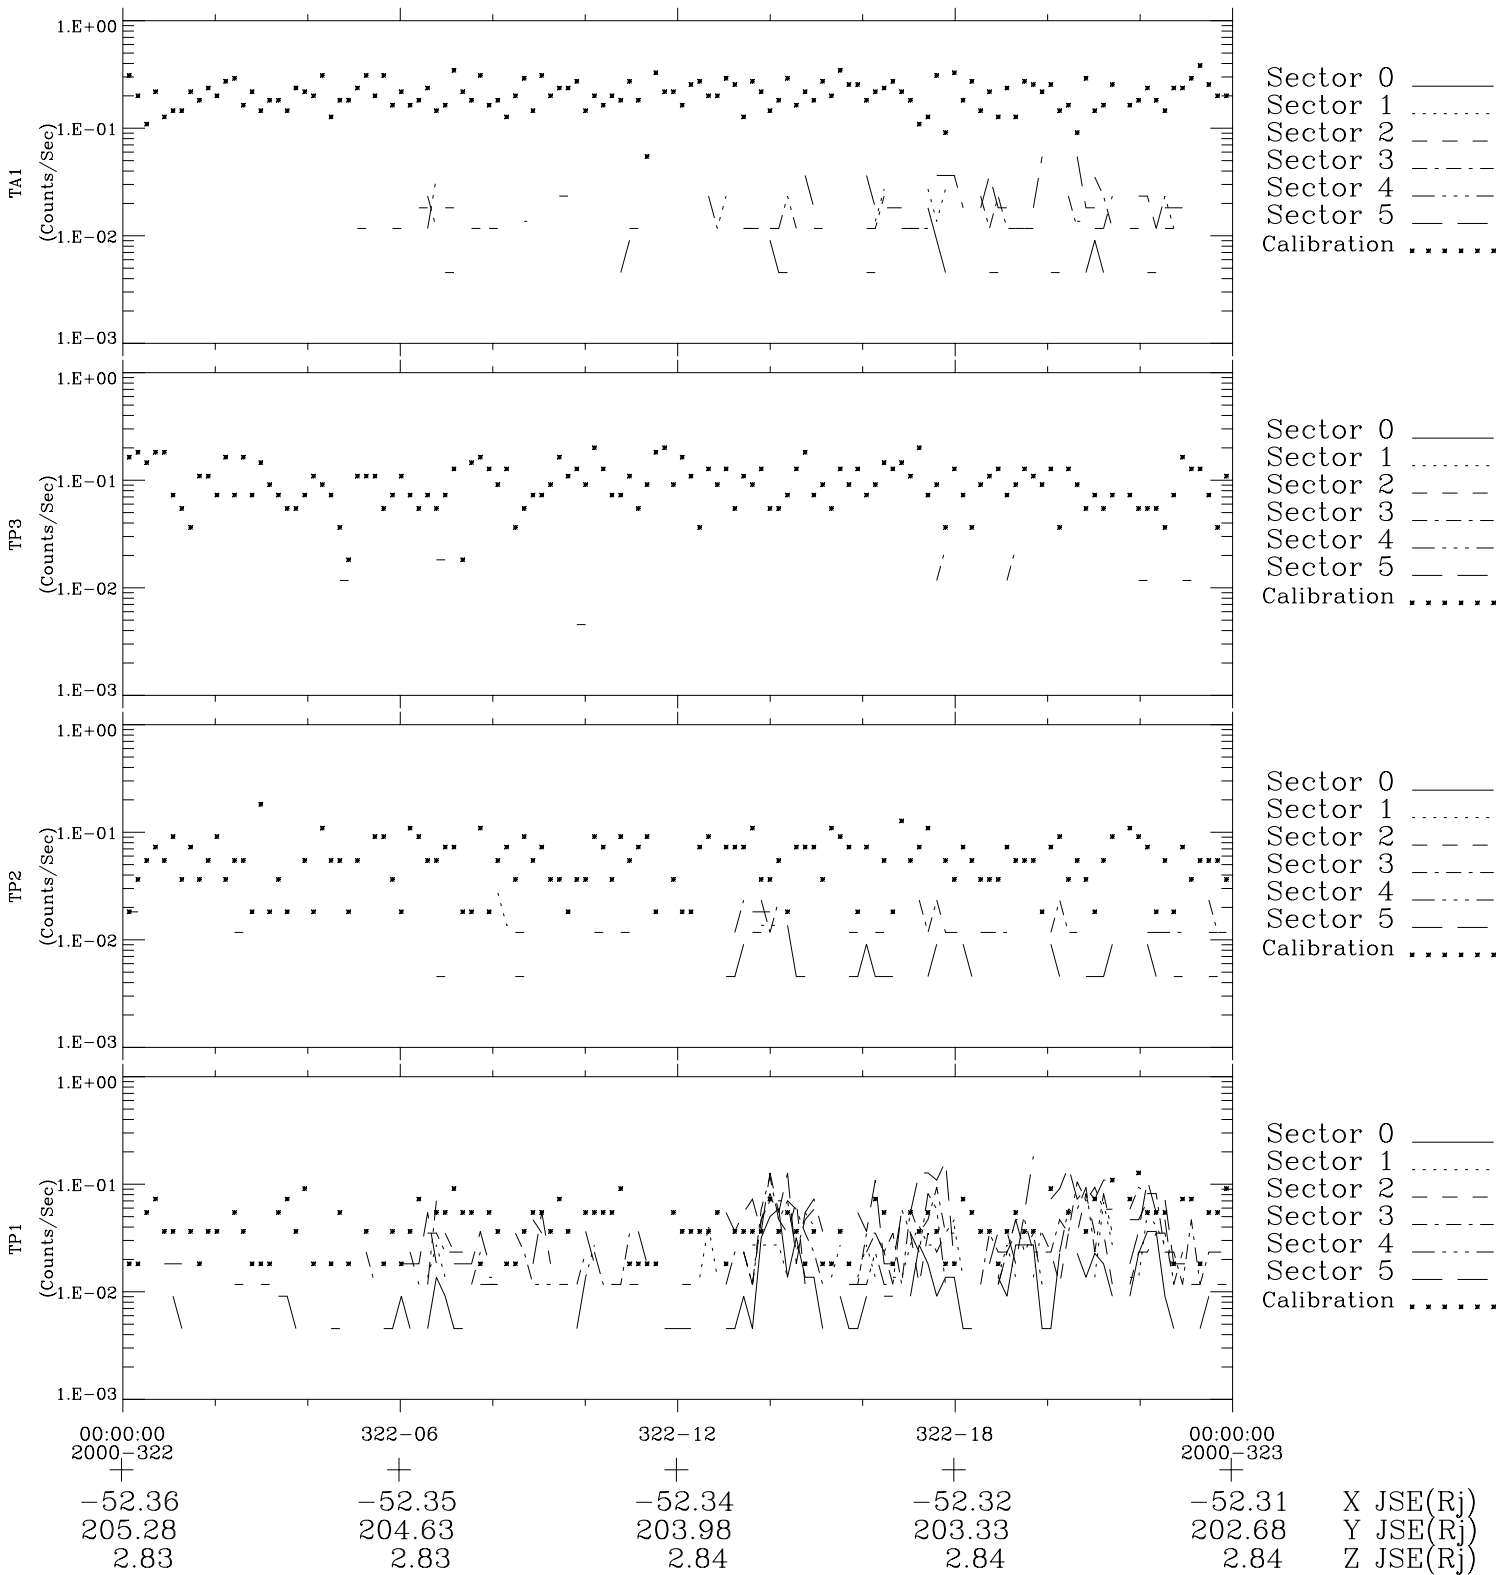 1.E+00
1.E-01
1.E-02
1.E-03
TA1
(Counts/Sec)
Sector 0
Sector 1
Sector 2
Sector 3
Sector 4
Sector 5
Calibration
1.E+00
1.E-01
1.E-02
1.E-03
TP3
(Counts/Sec)
Sector 0
Sector 1
Sector 2
Sector 3
Sector 4
Sector 5
Calibration
1.E+00
1.E-01
1.E-02
1.E-03
TP2
(Counts/Sec)
Sector 0
Sector 1
Sector 2
Sector 3
Sector 4
Sector 5
Calibration
1.E+00
1.E-01
1.E-02
1.E-03
TP1
(Counts/Sec)
Sector 0
Sector 1
Sector 2
Sector 3
Sector 4
Sector 5
Calibration
00:00:00 322-06 322-12 322-18 00:00:00
2000-322 2000-323
-52.36 -52.35 -52.34 -52.32 -52.31 X JSE(Rj)
205.28 204.63 203.98 203.33 202.68 Y JSE(Rj)
2.83 2.83 2.84 2.84 2.84 Z JSE(Rj)